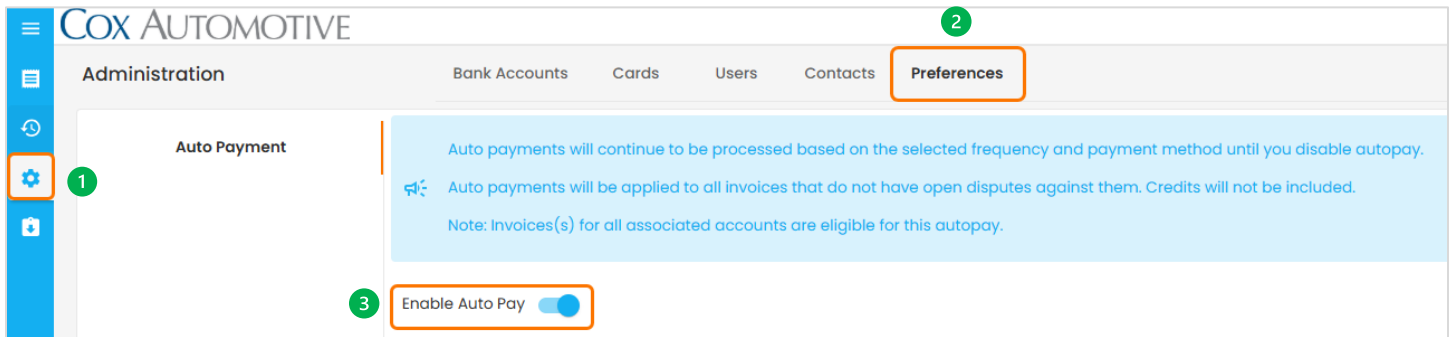 COX AUTOMOTIVE
2
Administration
Bank Accounts Cards Users Contacts Preferences
Auto Payment
1
Auto payments will continue to be processed based on the selected frequency and payment method until you disable autopay.
Auto payments will be applied to all invoices that do not have open disputes against them. Credits will not be included.
Note: Invoices(s) for all associated accounts are eligible for this autopay.
3
Enable Auto Pay